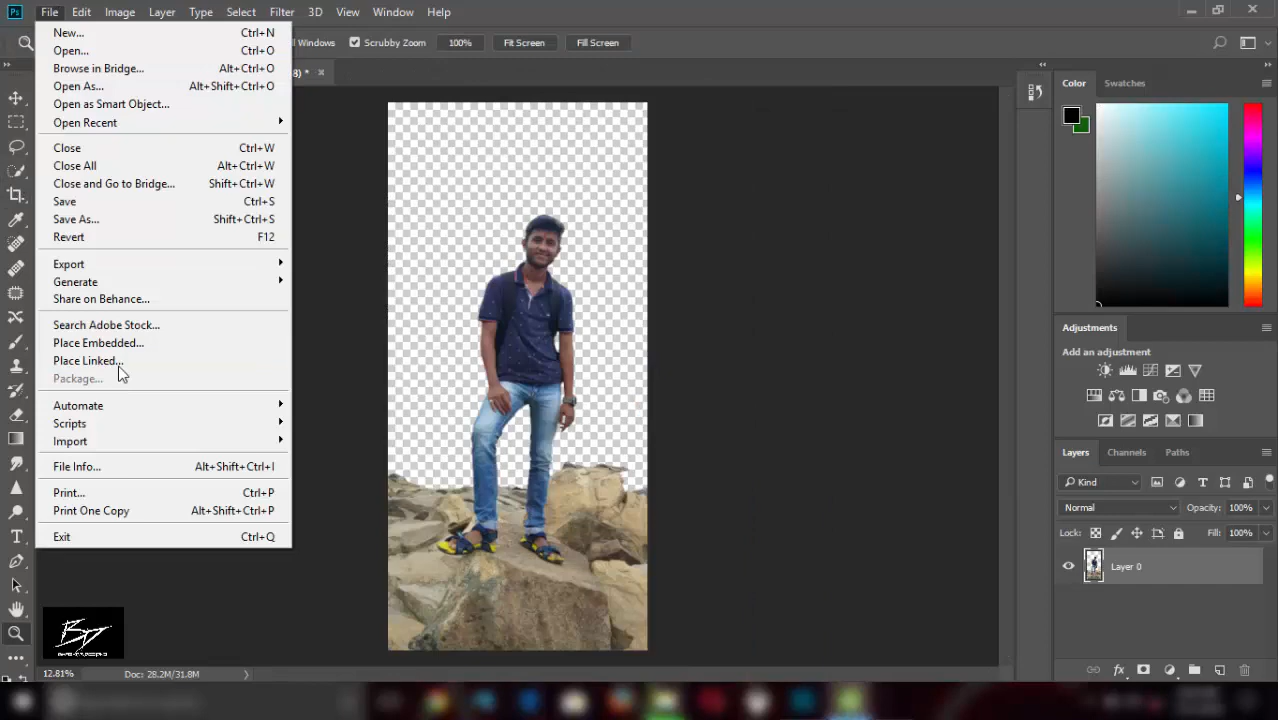 Ps File Edit Image Layer Type Select Filter 3D View Window Help
Windows Scrubby Zoom 100% Fit Screen Fill Screen
8) * ×
New... Ctrl+N
Open... Ctrl+O
Browse in Bridge... Alt+Ctrl+O
Open As... Alt+Shift+Ctrl+O
Open as Smart Object...
Open Recent
Close Ctrl+W
Close All Alt+Ctrl+W
Close and Go to Bridge... Shift+Ctrl+W
Save Ctrl+S
Save As... Shift+Ctrl+S
Revert F12
Export
Generate
Share on Behance...
Search Adobe Stock...
Place Embedded...
Place Linked...
Package...
Automate
Scripts
Import
File Info... Alt+Shift+Ctrl+I
Print... Ctrl+P
Print One Copy Alt+Shift+Ctrl+P
Exit Ctrl+Q
12.81% Doc: 28.2M/31.8M
Color Swatches
Adjustments
Add an adjustment
Layers Channels Paths
Kind
Normal Opacity: 100%
Lock: Fill: 100%
Layer 0